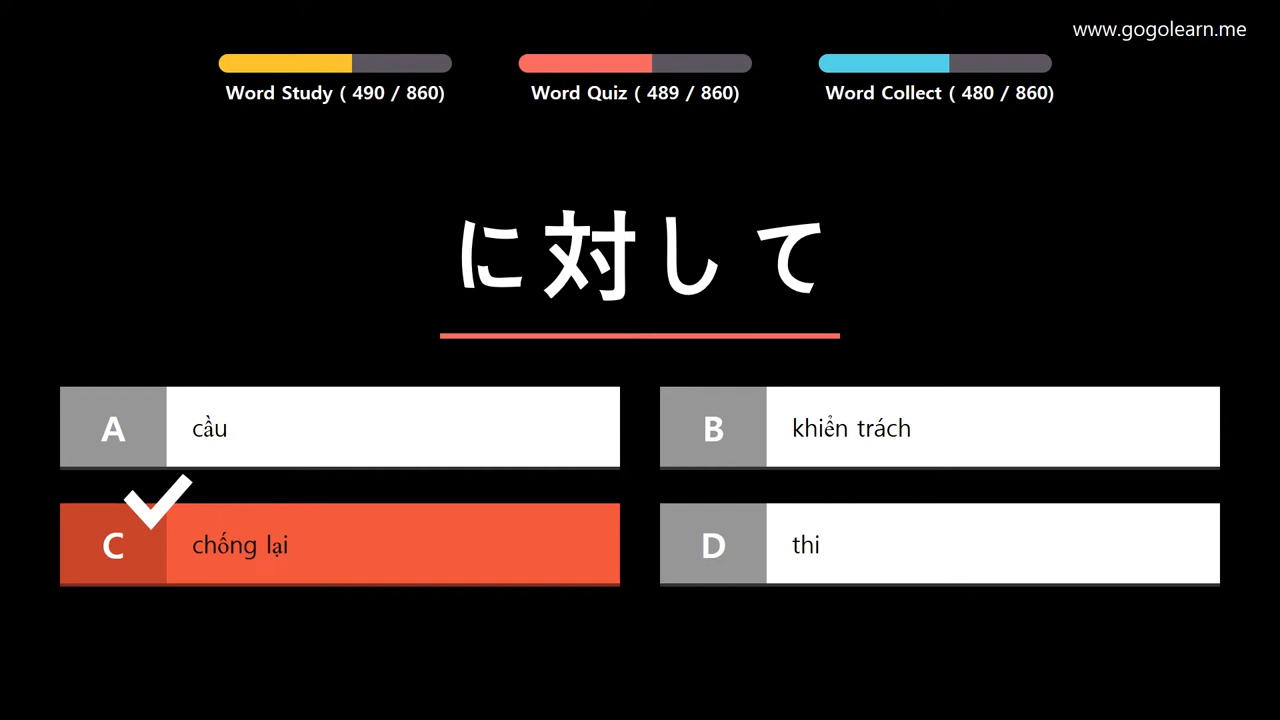 www.gogolearn.me
Word Study ( 490 / 860)
Word Quiz ( 489 / 860)
Word Collect ( 480 / 860)
に対して
A cầu
B khiển trách
C chống lại
D thi